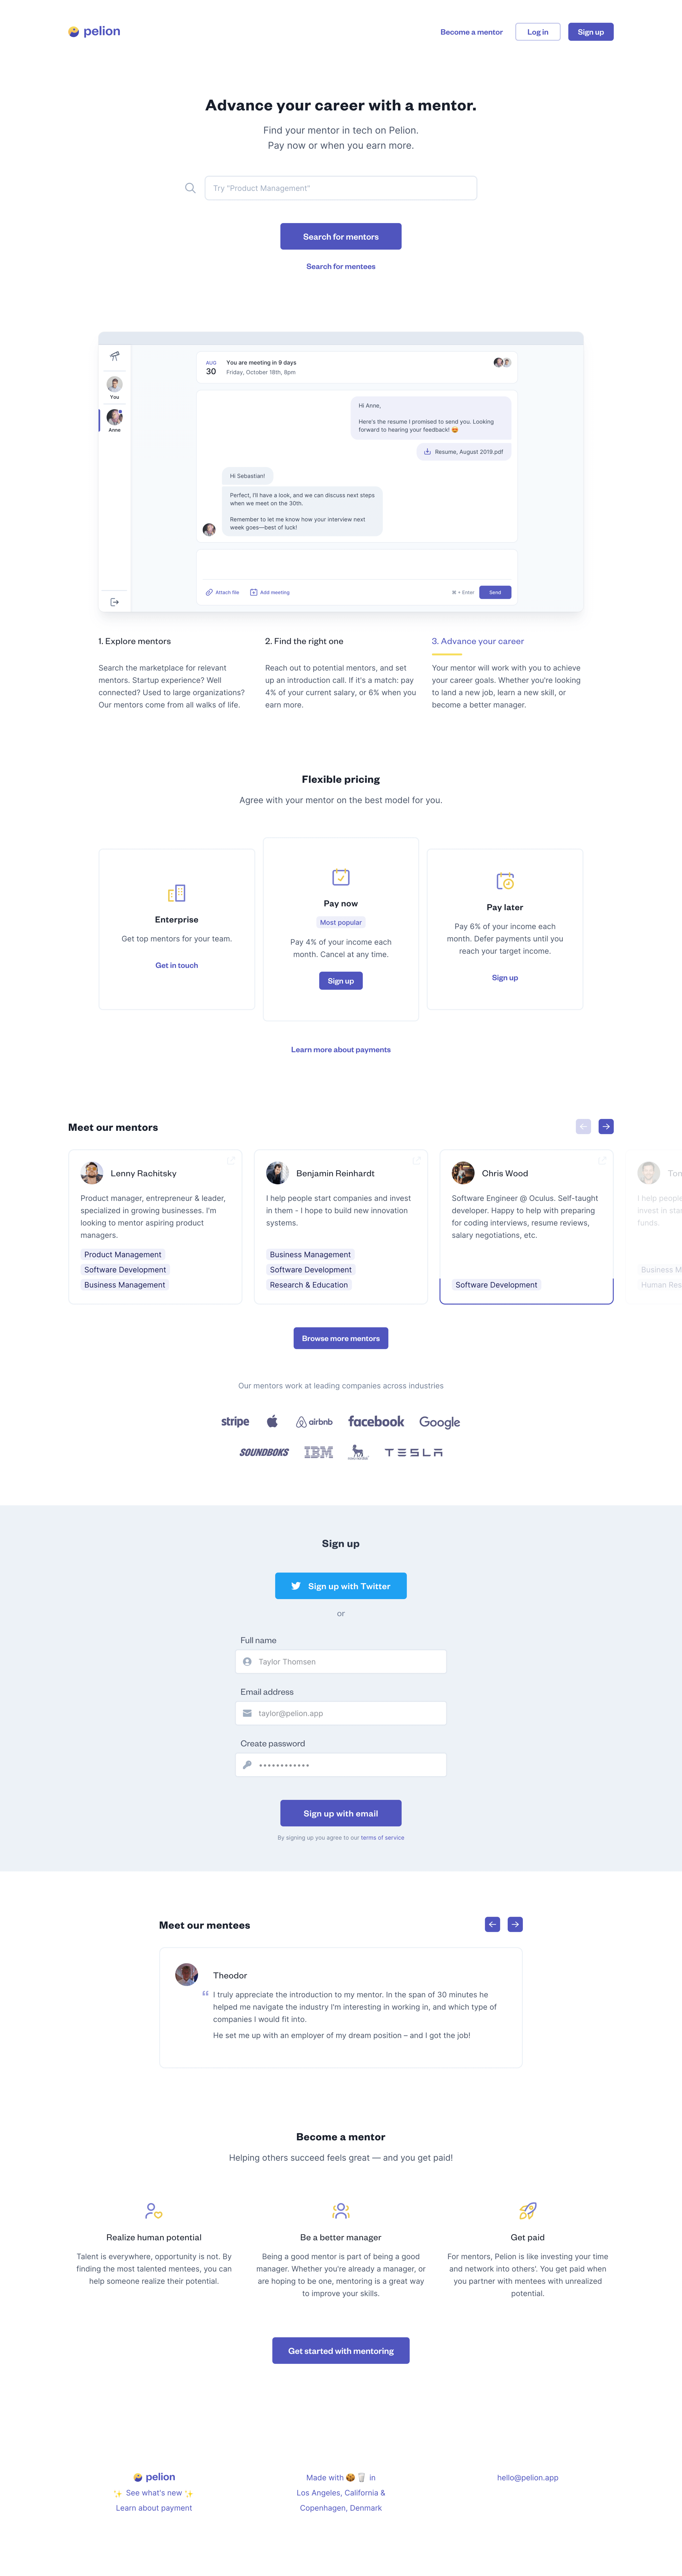 pelion
Become a mentor
Log in
Sign up
Advance your career with a mentor.
Find your mentor in tech on Pelion.
Pay now or when you earn more.
Try "Product Management"
Search for mentors
Search for mentees
AUG
30
You are meeting in 9 days
Friday, October 18th, 8pm
You
Anne
Hi Anne,
Here's the resume I promised to send you. Looking
forward to hearing your feedback! 😍
Resume, August 2019.pdf
Hi Sebastian!
Perfect, I'll have a look, and we can discuss next steps
when we meet on the 30th.
Remember to let me know how your interview next
week goes—best of luck!
Attach file
Add meeting
⌘ + Enter
Send
1. Explore mentors
Search the marketplace for relevant
mentors. Startup experience? Well
connected? Used to large organizations?
Our mentors come from all walks of life.
2. Find the right one
Reach out to potential mentors, and set
up an introduction call. If it's a match: pay
4% of your current salary, or 6% when you
earn more.
3. Advance your career
Your mentor will work with you to achieve
your career goals. Whether you're looking
to land a new job, learn a new skill, or
become a better manager.
Flexible pricing
Agree with your mentor on the best model for you.
Enterprise
Get top mentors for your team.
Get in touch
Pay now
Most popular
Pay 4% of your income each
month. Cancel at any time.
Sign up
Pay later
Pay 6% of your income each
month. Defer payments until you
reach your target income.
Sign up
Learn more about payments
Meet our mentors
Lenny Rachitsky
Product manager, entrepreneur & leader,
specialized in growing businesses. I'm
looking to mentor aspiring product
managers.
Product Management
Software Development
Business Management
Benjamin Reinhardt
I help people start companies and invest
in them - I hope to build new innovation
systems.
Business Management
Software Development
Research & Education
Chris Wood
Software Engineer @ Oculus. Self-taught
developer. Happy to help with preparing
for coding interviews, resume reviews,
salary negotiations, etc.
Software Development
Tom
I help people
invest in star
funds.
Business M
Human Res
Browse more mentors
Our mentors work at leading companies across industries
stripe
airbnb
facebook
Google
SOUNDBOKS
IBM
TESLA
Sign up
Sign up with Twitter
or
Full name
Taylor Thomsen
Email address
taylor@pelion.app
Create password
••••••••••••
Sign up with email
By signing up you agree to our terms of service
Meet our mentees
Theodor
“ I truly appreciate the introduction to my mentor. In the span of 30 minutes he
helped me navigate the industry I'm interesting in working in, and which type of
companies I would fit into.
He set me up with an employer of my dream position – and I got the job!
Become a mentor
Helping others succeed feels great — and you get paid!
Realize human potential
Talent is everywhere, opportunity is not. By
finding the most talented mentees, you can
help someone realize their potential.
Be a better manager
Being a good mentor is part of being a good
manager. Whether you're already a manager, or
are hoping to be one, mentoring is a great way
to improve your skills.
Get paid
For mentors, Pelion is like investing your time
and network into others'. You get paid when
you partner with mentees with unrealized
potential.
Get started with mentoring
pelion
✨ See what's new ✨
Learn about payment
Made with 🍪 🥛 in
Los Angeles, California &
Copenhagen, Denmark
hello@pelion.app